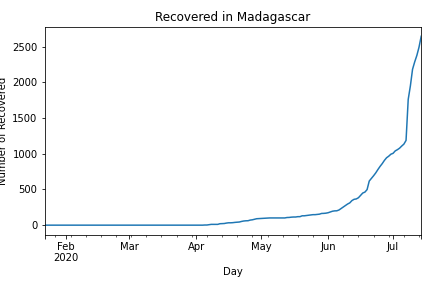 Recovered in Madagascar
Number of Recovered
2500
2000
1500
1000
500
0
Feb
2020
Mar
Apr
May
Jun
Jul
Day